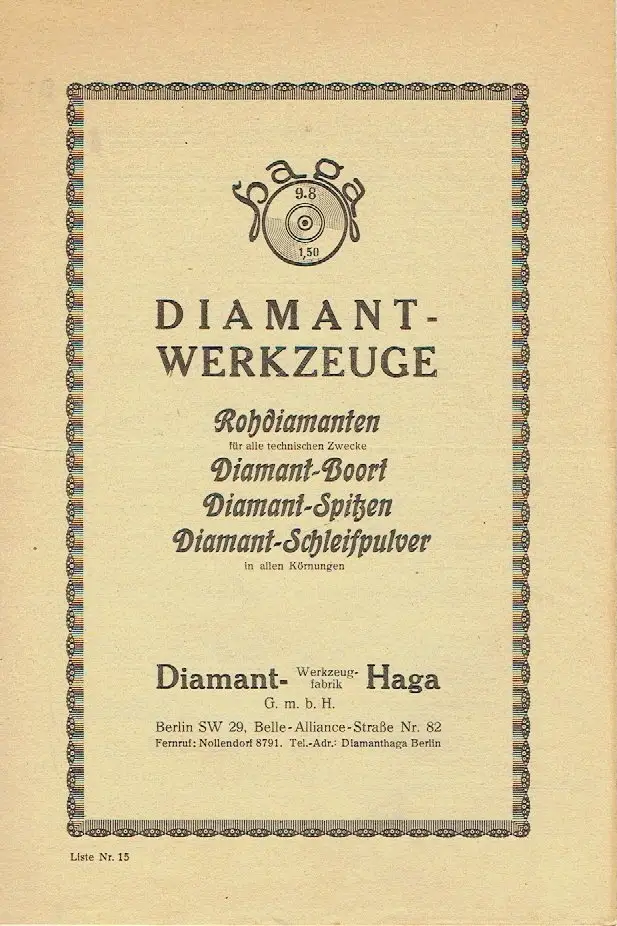 haga
9.8
1,50
DIAMANT-
WERKZEUGE
Rohdiamanten
für alle technischen Zwecke
Diamant-Boort
Diamant-Spitzen
Diamant-Schleifpulver
in allen Körnungen
Diamant- Werkzeug-fabrik Haga
G. m. b. H.
Berlin SW 29, Belle-Alliance-Straße Nr. 82
Fernruf: Nollendorf 8791. Tel.-Adr.: Diamanthaga Berlin
Liste Nr. 15